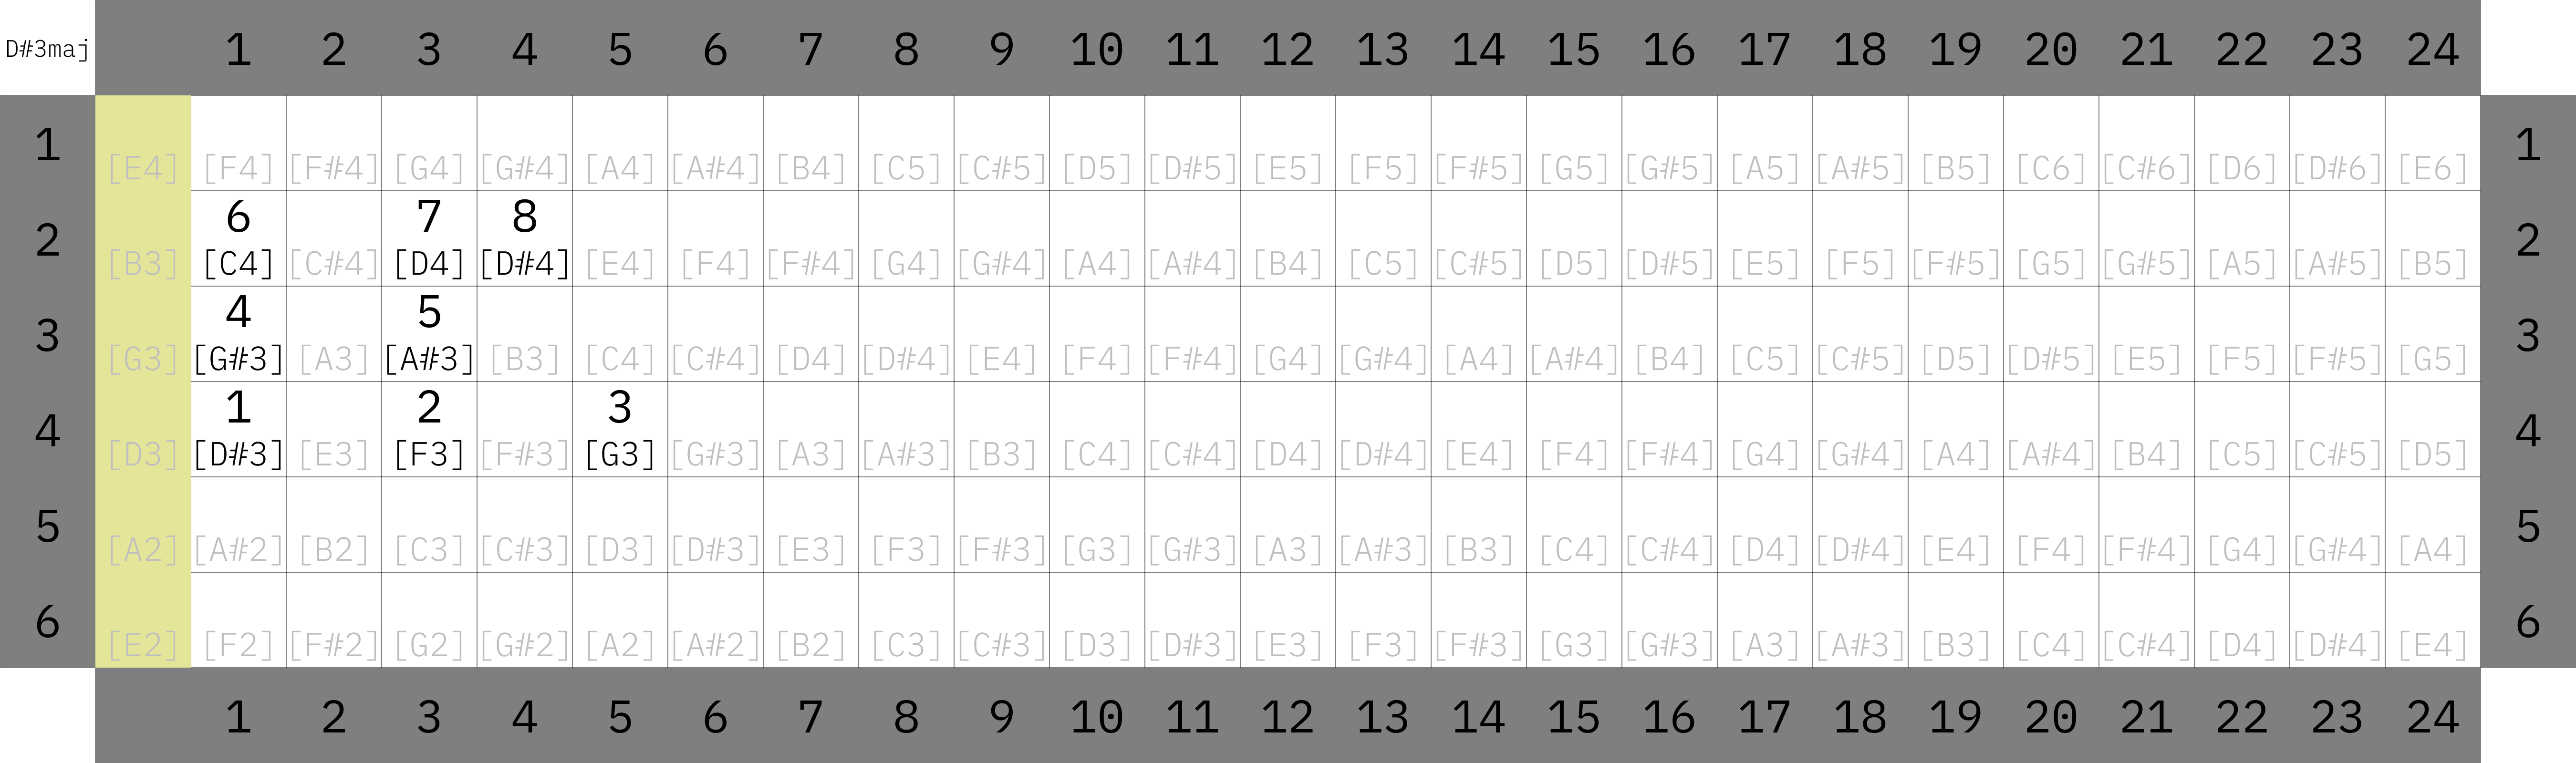 D#3maj 1 2 3 4 5 6 7 8 9 10 11 12 13 14 15 16 17 18 19 20 21 22 23 24
1 [E4] [F4] [F#4] [G4] [G#4] [A4] [A#4] [B4] [C5] [C#5] [D5] [D#5] [E5] [F5] [F#5] [G5] [G#5] [A5] [A#5] [B5] [C6] [C#6] [D6] [D#6] [E6] 1
6 7 8
2 [B3] [C4] [C#4] [D4] [D#4] [E4] [F4] [F#4] [G4] [G#4] [A4] [A#4] [B4] [C5] [C#5] [D5] [D#5] [E5] [F5] [F#5] [G5] [G#5] [A5] [A#5] [B5] 2
4 5
3 [G3] [G#3] [A3] [A#3] [B3] [C4] [C#4] [D4] [D#4] [E4] [F4] [F#4] [G4] [G#4] [A4] [A#4] [B4] [C5] [C#5] [D5] [D#5] [E5] [F5] [F#5] [G5] 3
1 2 3
4 [D3] [D#3] [E3] [F3] [F#3] [G3] [G#3] [A3] [A#3] [B3] [C4] [C#4] [D4] [D#4] [E4] [F4] [F#4] [G4] [G#4] [A4] [A#4] [B4] [C5] [C#5] [D5] 4
5 [A2] [A#2] [B2] [C3] [C#3] [D3] [D#3] [E3] [F3] [F#3] [G3] [G#3] [A3] [A#3] [B3] [C4] [C#4] [D4] [D#4] [E4] [F4] [F#4] [G4] [G#4] [A4] 5
6 [E2] [F2] [F#2] [G2] [G#2] [A2] [A#2] [B2] [C3] [C#3] [D3] [D#3] [E3] [F3] [F#3] [G3] [G#3] [A3] [A#3] [B3] [C4] [C#4] [D4] [D#4] [E4] 6
1 2 3 4 5 6 7 8 9 10 11 12 13 14 15 16 17 18 19 20 21 22 23 24